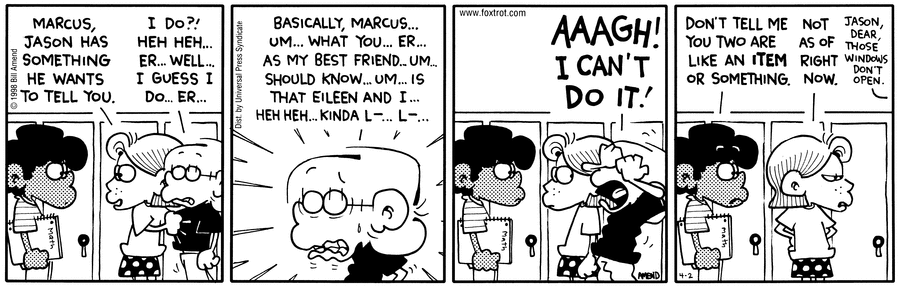 MARCUS,
JASON HAS
SOMETHING
HE WANTS
TO TELL YOU.
I DO?!
HEH HEH...
ER... WELL...
I GUESS I
DO... ER...
© 1998 Bill Amend
Math
Dist. by Universal Press Syndicate
BASICALLY, MARCUS...
UM... WHAT YOU... ER...
AS MY BEST FRIEND... UM...
SHOULD KNOW... UM... IS
THAT EILEEN AND I...
HEH HEH... KINDA L–... L–...
www.foxtrot.com
AAAGH!
I CAN'T
DO IT!
Math
AMEND
DON'T TELL ME
YOU TWO ARE
LIKE AN ITEM
OR SOMETHING.
NOT
AS OF
RIGHT
NOW.
JASON,
DEAR,
THOSE
WINDOWS
DON'T
OPEN.
Math
4-2